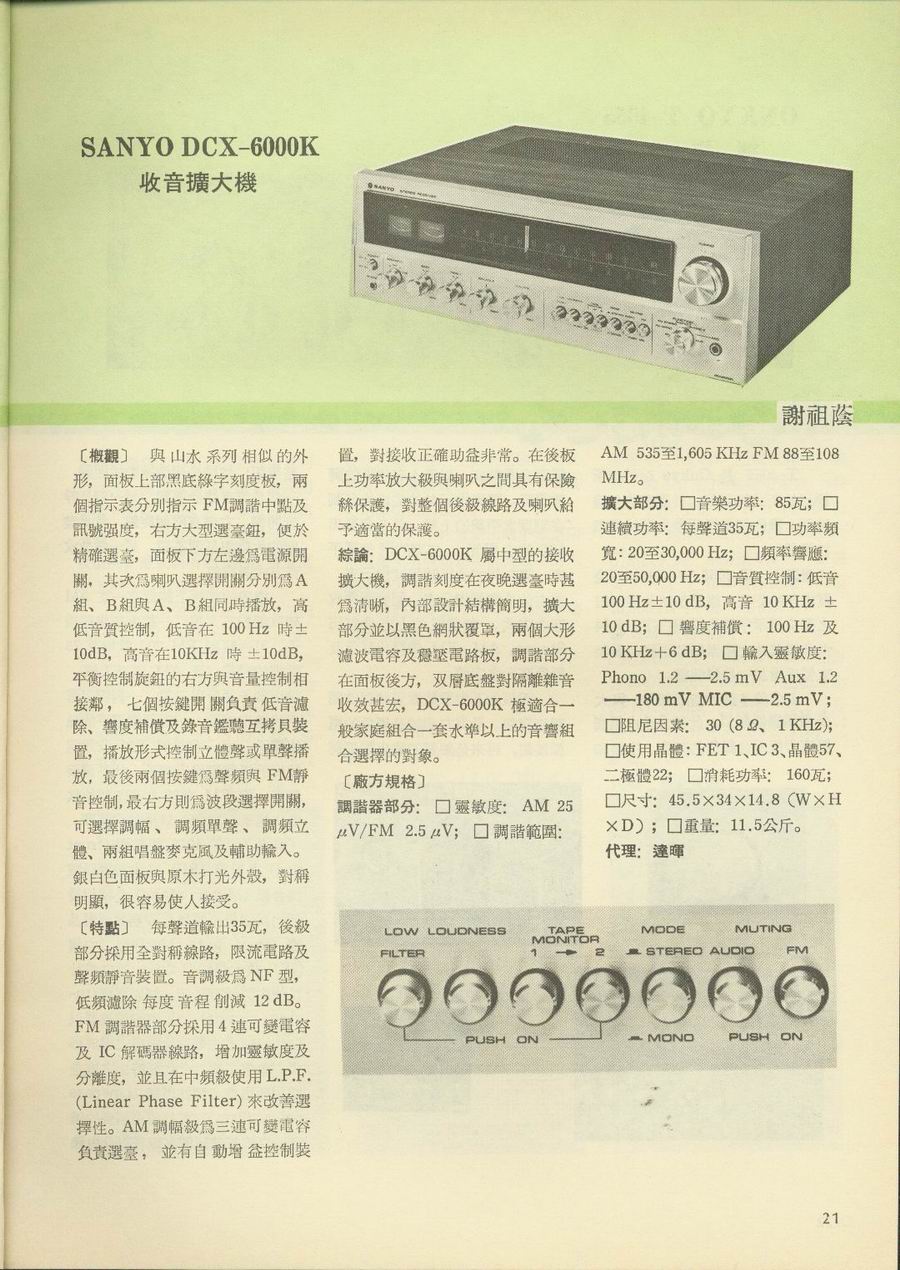 SANYO DCX-6000K
收音擴大機
SANYO
謝祖蔭
〔概觀〕 與山水系列相似的外
形，面板上部黑底綠字刻度板，兩
個指示表分別指示 FM調諧中點及
訊號强度，右方大型選臺鈕，便於
精確選臺，面板下方左邊爲電源開
關，其次爲喇叭選擇開關分別爲A
組、B組與A、B組同時播放，高
低音質控制，低音在 100 Hz 時±
10dB，高音在10KHz 時 ±10dB，
平衡控制旋鈕的右方與音量控制相
接鄰，七個按鍵開關負責低音濾
除、響度補償及錄音鑑聽互拷貝裝
置，播放形式控制立體聲或單聲播
放，最後兩個按鍵爲聲頻與 FM靜
音控制，最右方則爲波段選擇開關，
可選擇調幅、調頻單聲、調頻立
體、兩組唱盤麥克風及輔助輸入。
銀白色面板與原木打光外殼，對稱
明顯，很容易使人接受。
〔特點〕 每聲道輸出35瓦，後級
部分採用全對稱線路，限流電路及
聲頻靜音裝置。音調級爲 NF 型，
低頻濾除每度音程削減 12 dB。
FM 調諧器部分採用 4 連可變電容
及 IC 解碼器線路，增加靈敏度及
分離度，並且在中頻級使用 L.P.F.
(Linear Phase Filter) 來改善選
擇性。AM 調幅級爲三連可變電容
負責選臺，並有自動增益控制裝
置，對接收正確助益非常。在後板
上功率放大級與喇叭之間具有保險
絲保護，對整個後級線路及喇叭給
予適當的保護。
綜論：DCX-6000K 屬中型的接收
擴大機，調諧刻度在夜晚選臺時甚
爲清晰，內部設計結構簡明，擴大
部分並以黑色網狀覆罩，兩個大形
濾波電容及穩壓電路板，調諧部分
在面板後方，双層底盤對隔離雜音
收效甚宏，DCX-6000K 極適合一
般家庭組合一套水準以上的音響組
合選擇的對象。
〔廠方規格〕
調諧器部分：□靈敏度：AM 25
μV/FM 2.5 μV；□調諧範圍：
AM 535至1,605 KHz FM 88至108
MHz。
擴大部分：□音樂功率：85瓦；□
連續功率：每聲道35瓦；□功率頻
寬：20至30,000 Hz；□頻率響應：
20至50,000 Hz；□音質控制：低音
100 Hz±10 dB，高音 10 KHz ±
10 dB；□響度補償：100 Hz 及
10 KHz＋6 dB；□輸入靈敏度：
Phono 1.2 —2.5 mV Aux 1.2
—180 mV MIC —2.5 mV；
□阻尼因素：30 (8 Ω、1 KHz)；
□使用晶體：FET 1、IC 3、晶體57、
二極體22；□消耗功率：160瓦；
□尺寸：45.5×34×14.8（W×H
×D）；□重量：11.5公斤。
代理：達暉
LOW LOUDNESS TAPE MONITOR MODE MUTING
FILTER 1 → 2 STEREO AUDIO FM
PUSH ON MONO PUSH ON
21